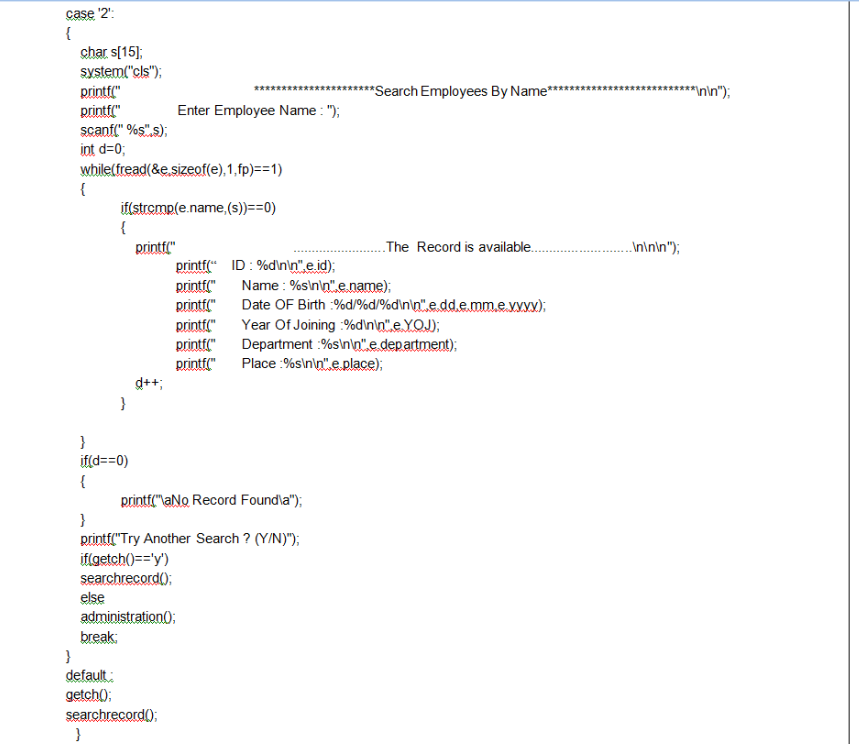 case '2':
{
char s[15];
system("cls");
printf(" **********************Search Employees By Name***************************\n\n");
printf(" Enter Employee Name : ");
scanf(" %s",s);
int d=0;
while(fread(&e,sizeof(e),1,fp)==1)
{
if(strcmp(e.name,(s))==0)
{
printf(" .........................The Record is available...........................\n\n\n");
printf(“ ID : %d\n\n",e.id);
printf(" Name : %s\n\n",e.name);
printf(" Date OF Birth :%d/%d/%d\n\n",e.dd,e.mm,e.yyyy);
printf(" Year Of Joining :%d\n\n",e.YOJ);
printf(" Department :%s\n\n",e.department);
printf(" Place :%s\n\n",e.place);
d++;
}
}
if(d==0)
{
printf("\aNo Record Found\a");
}
printf("Try Another Search ? (Y/N)");
if(getch()=='y')
searchrecord();
else
administration();
break;
}
default :
getch();
searchrecord();
}